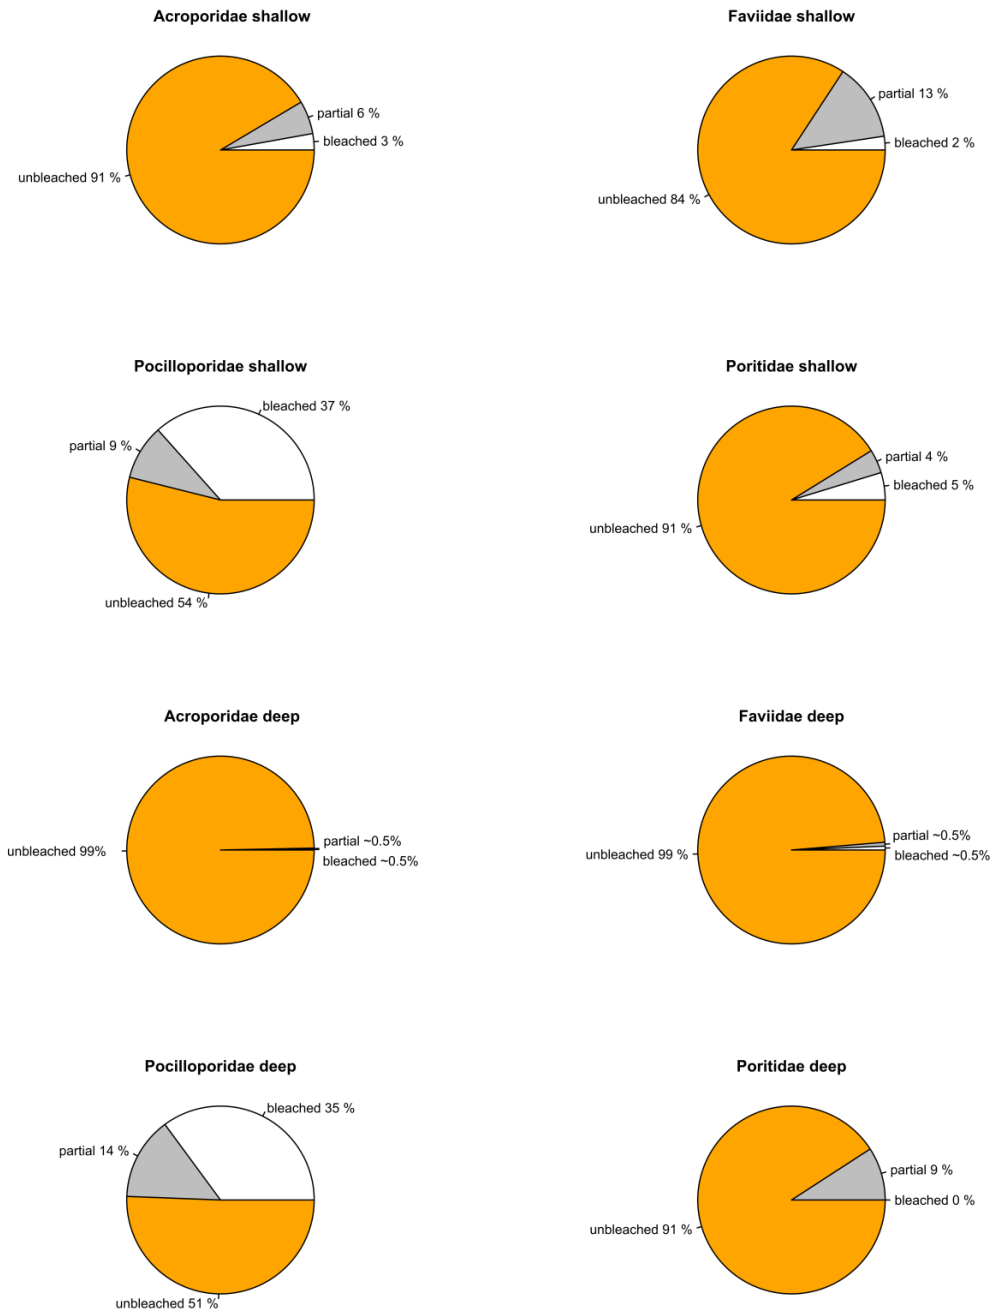 Acroporidae shallow
partial 6 %
bleached 3 %
unbleached 91 %
Faviidae shallow
partial 13 %
bleached 2 %
unbleached 84 %
Pocilloporidae shallow
bleached 37 %
partial 9 %
unbleached 54 %
Poritidae shallow
partial 4 %
bleached 5 %
unbleached 91 %
Acroporidae deep
partial ~0.5%
unbleached 99%
bleached ~0.5%
Faviidae deep
partial ~0.5%
unbleached 99 %
bleached ~0.5%
Pocilloporidae deep
bleached 35 %
partial 14 %
unbleached 51 %
Poritidae deep
partial 9 %
bleached 0 %
unbleached 91 %